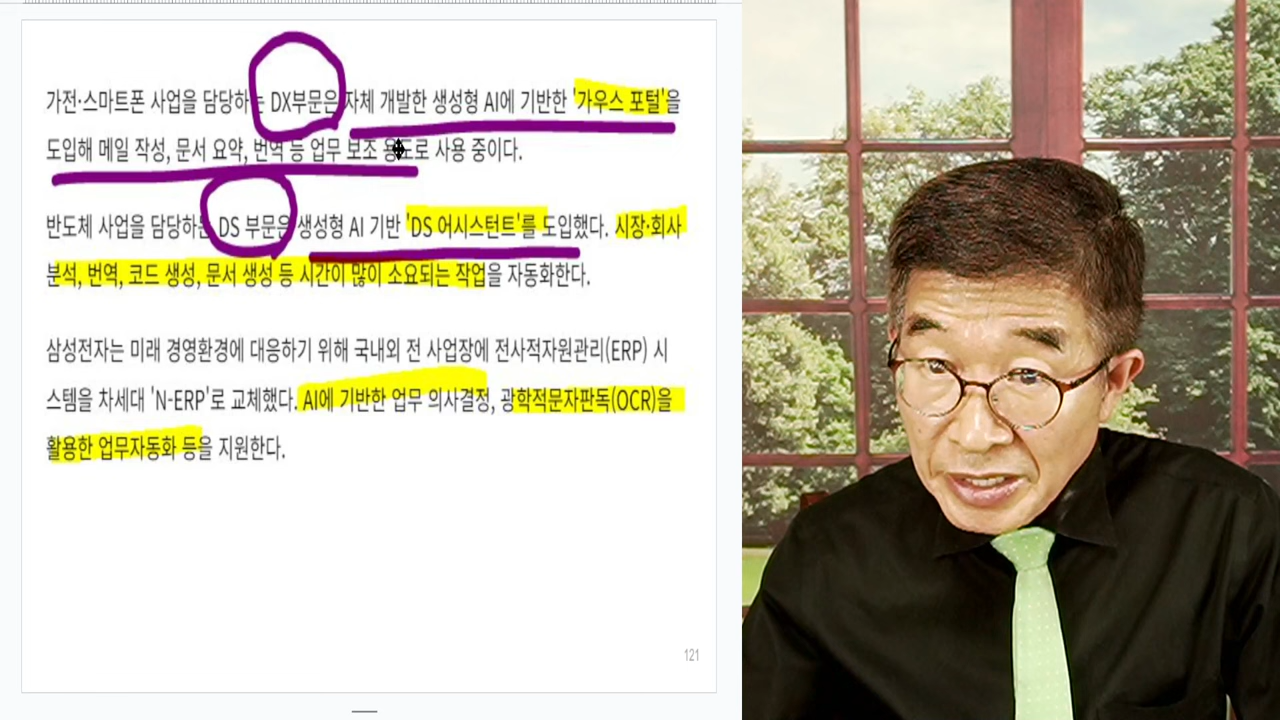 가전·스마트폰 사업을 담당하는 DX부문은 자체 개발한 생성형 AI에 기반한 '가우스 포털'을
도입해 메일 작성, 문서 요약, 번역 등 업무 보조 용도로 사용 중이다.
반도체 사업을 담당하는 DS 부문은 생성형 AI 기반 'DS 어시스턴트'를 도입했다. 시장·회사
분석, 번역, 코드 생성, 문서 생성 등 시간이 많이 소요되는 작업을 자동화한다.
삼성전자는 미래 경영환경에 대응하기 위해 국내외 전 사업장에 전사적자원관리(ERP) 시
스템을 차세대 'N-ERP'로 교체했다. AI에 기반한 업무 의사결정, 광학적문자판독(OCR)을
활용한 업무자동화 등을 지원한다.
121